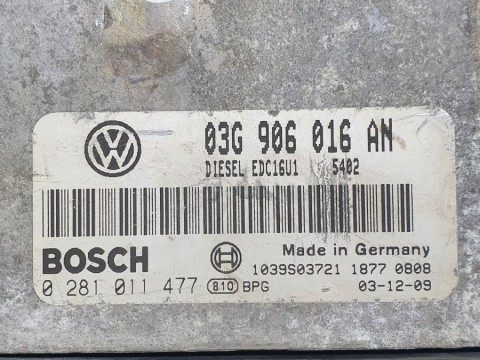 03G 906 016 AN
DIESEL EDC16U1 5402
BOSCH
Made in Germany
1039S03721 1877 0808
0 281 011 477 810 BPG 03-12-09